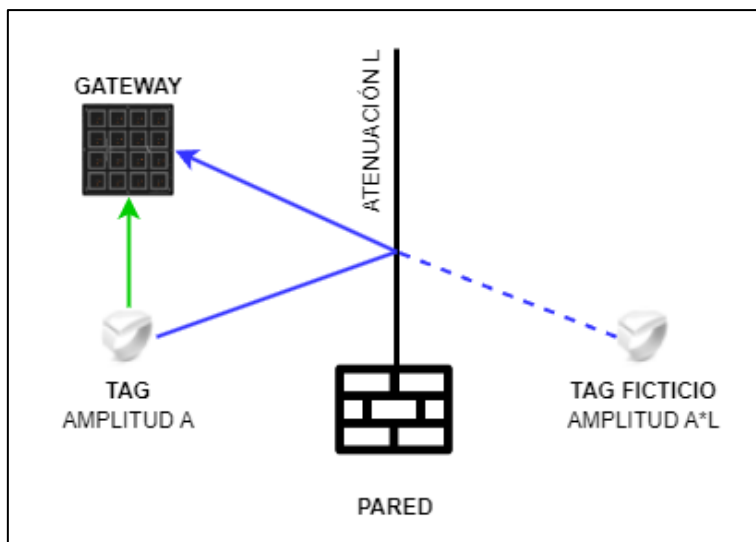 GATEWAY
ATENUACIÓN L
TAG
AMPLITUD A
TAG FICTICIO
AMPLITUD A*L
PARED